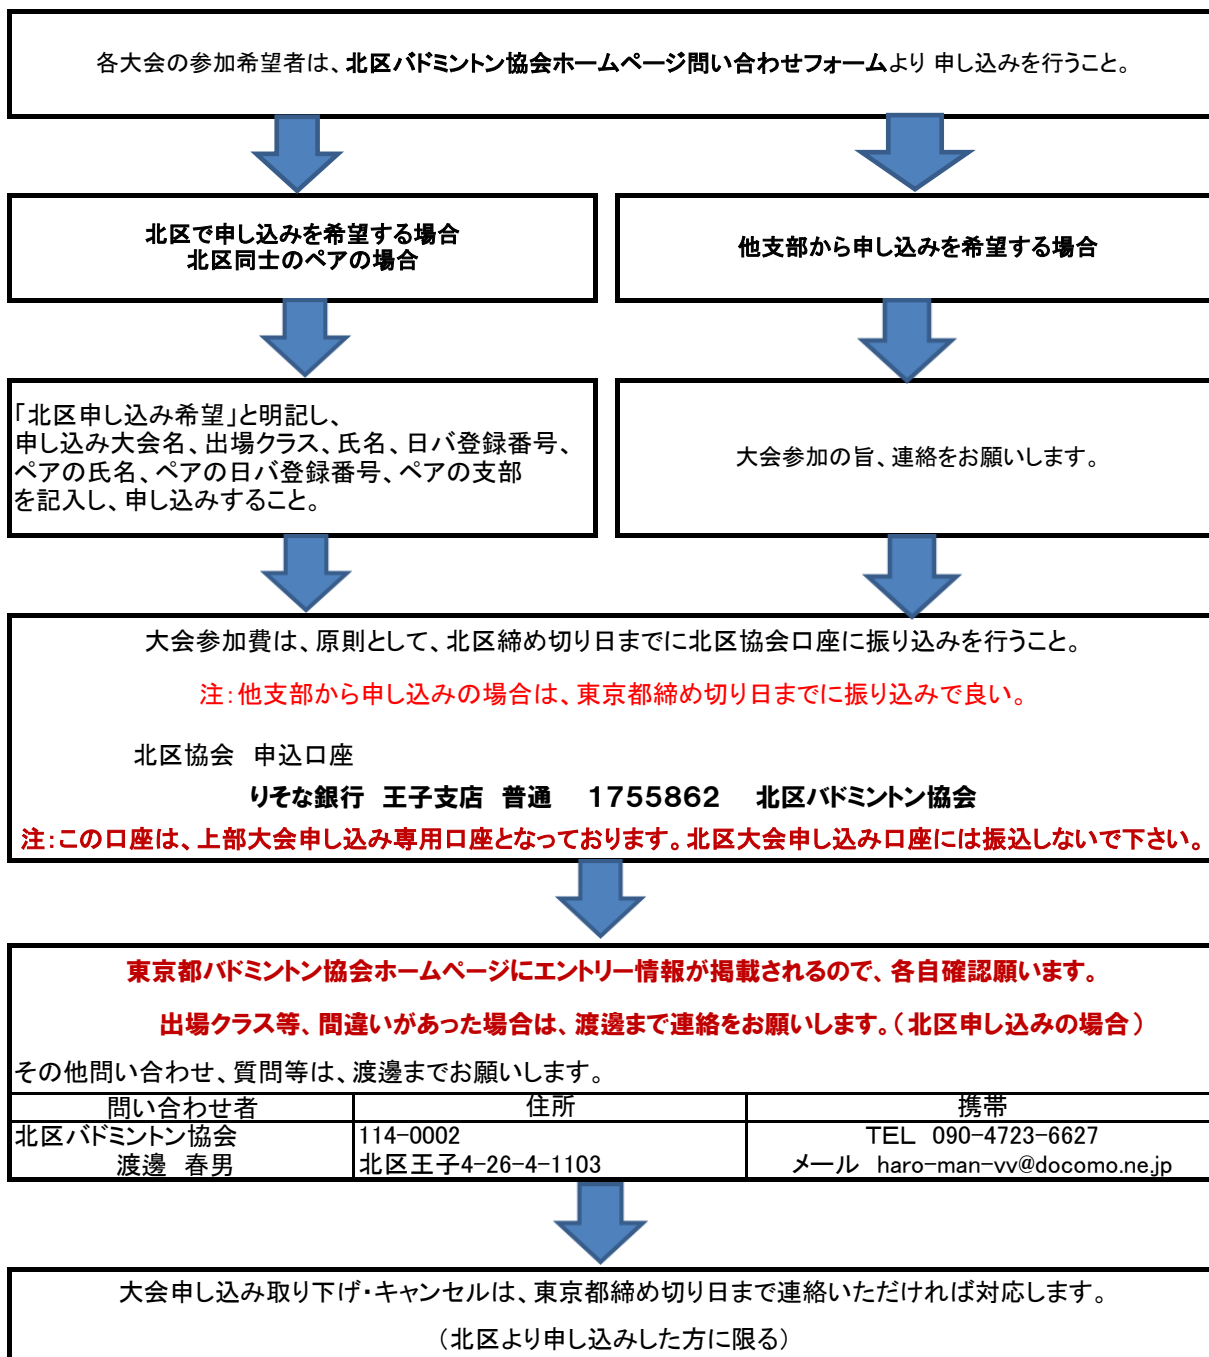 各大会の参加希望者は、北区バドミントン協会ホームページ問い合わせフォームより 申し込みを行うこと。
北区で申し込みを希望する場合
北区同士のペアの場合
他支部から申し込みを希望する場合
「北区申し込み希望」と明記し、
申し込み大会名、出場クラス、氏名、日バ登録番号、
ペアの氏名、ペアの日バ登録番号、ペアの支部
を記入し、申し込みすること。
大会参加の旨、連絡をお願いします。
大会参加費は、原則として、北区締め切り日までに北区協会口座に振り込みを行うこと。
注：他支部から申し込みの場合は、東京都締め切り日までに振り込みで良い。
北区協会　申込口座
りそな銀行　王子支店　普通　　１７５５８６２　　北区バドミントン協会
注：この口座は、上部大会申し込み専用口座となっております。北区大会申し込み口座には振込しないで下さい。
東京都バドミントン協会ホームページにエントリー情報が掲載されるので、各自確認願います。
出場クラス等、間違いがあった場合は、渡邊まで連絡をお願いします。（北区申し込みの場合）
その他問い合わせ、質問等は、渡邊までお願いします。
問い合わせ者　住所　携帯
北区バドミントン協会　114-0002　TEL　090-4723-6627
渡邊　春男　北区王子4-26-4-1103　メール　haro-man-vv@docomo.ne.jp
大会申し込み取り下げ・キャンセルは、東京都締め切り日まで連絡いただければ対応します。
（北区より申し込みした方に限る）